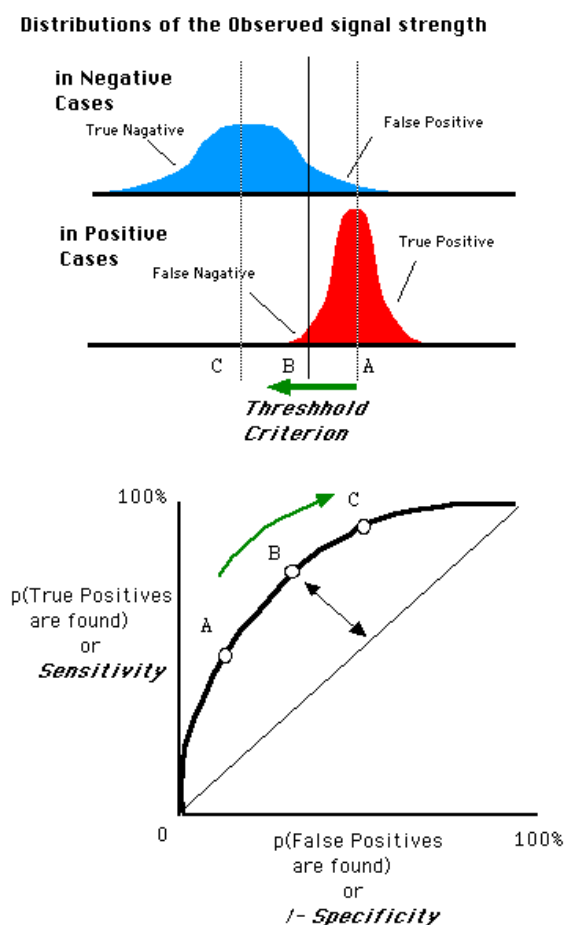 Distributions of the Observed signal strength
in Negative
Cases
True Nagative
False Positive
in Positive
Cases
True Positive
False Nagative
C B A
Threshhold
Criterion
100%
C
B
p(True Positives
are found)
or
Sensitivity
A
0
p(False Positives
are found)
or
1- Specificity
100%